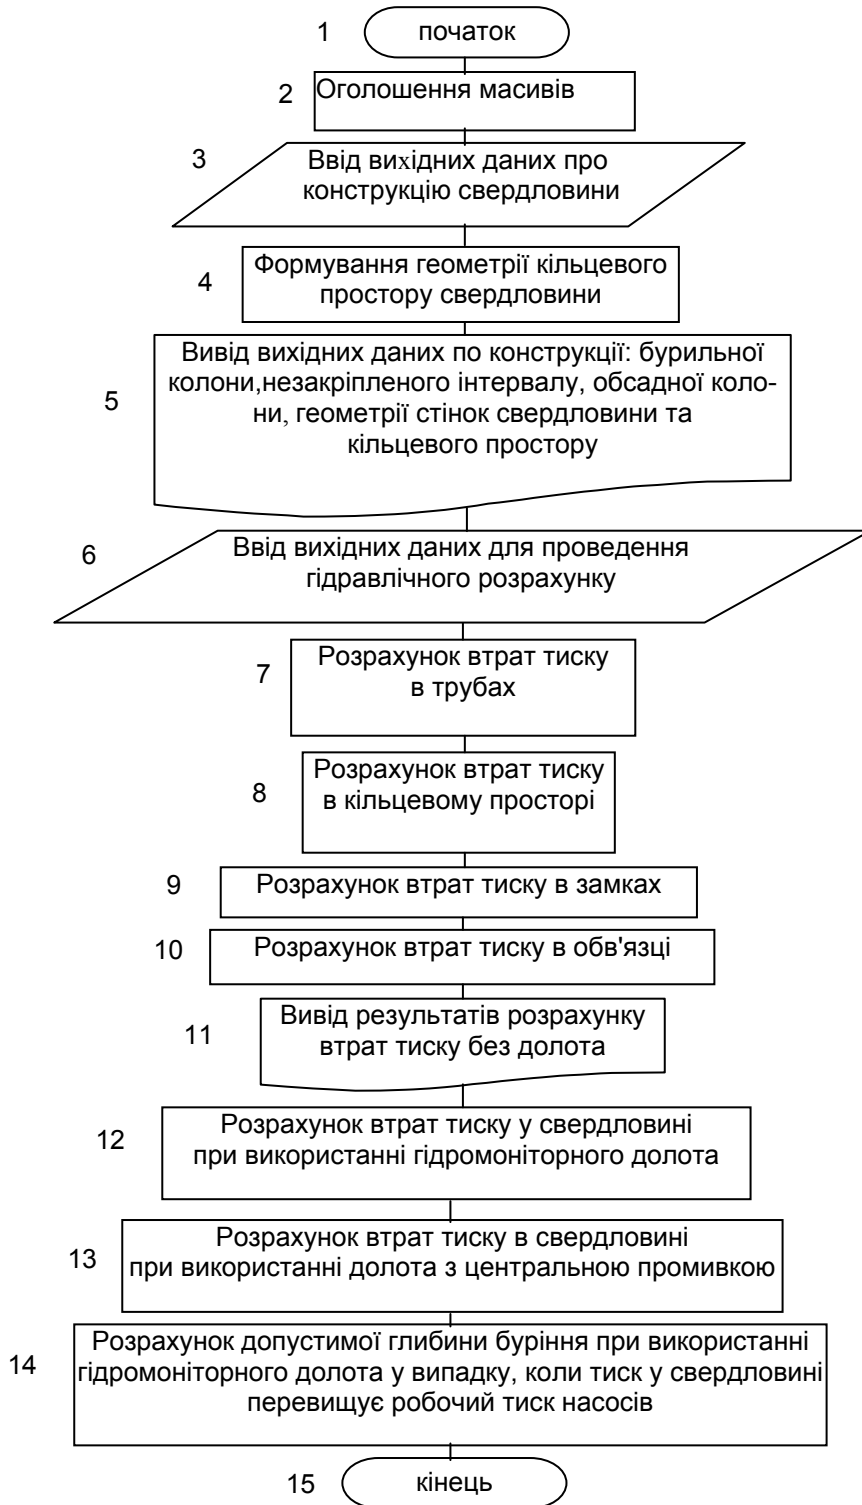 1 початок
2 Оголошення масивів
3 Ввід вихідних даних про
конструкцію свердловини
4 Формування геометрії кільцевого
простору свердловини
5 Вивід вихідних даних по конструкції: бурильної
колони,незакріпленого інтервалу, обсадної коло-
ни, геометрії стінок свердловини та
кільцевого простору
6 Ввід вихідних даних для проведення
гідравлічного розрахунку
7 Розрахунок втрат тиску
в трубах
8 Розрахунок втрат тиску
в кільцевому просторі
9 Розрахунок втрат тиску в замках
10 Розрахунок втрат тиску в обв'язці
11 Вивід результатів розрахунку
втрат тиску без долота
12 Розрахунок втрат тиску у свердловині
при використанні гідромоніторного долота
13 Розрахунок втрат тиску в свердловині
при використанні долота з центральною промивкою
14 Розрахунок допустимої глибини буріння при використанні
гідромоніторного долота у випадку, коли тиск у свердловині
перевищує робочий тиск насосів
15 кінець